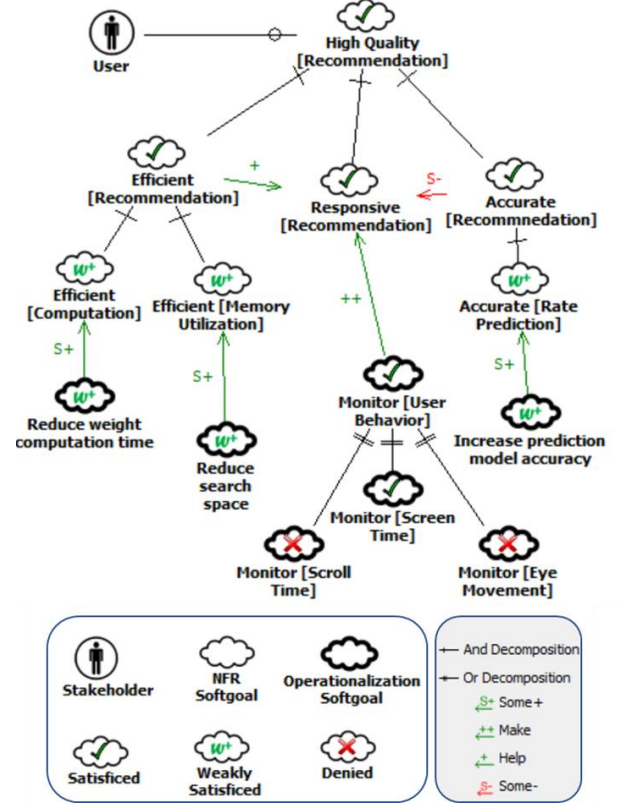 User
High Quality
[Recommendation]
Efficient
[Recommendation]
+
Responsive
[Recommendation]
S-
Accurate
[Recommnedation]
w+
Efficient
[Computation]
w+
Efficient [Memory
Utilization]
++
w+
Accurate [Rate
Prediction]
S+
S+
S+
w+
Reduce weight
computation time
w+
Reduce
search
space
Monitor [User
Behavior]
w+
Increase prediction
model accuracy
Monitor [Screen
Time]
Monitor [Scroll
Time]
Monitor [Eye
Movement]
Stakeholder
NFR
Softgoal
Operationalization
Softgoal
Satisficed
w+
Weakly
Satisficed
Denied
And Decomposition
Or Decomposition
S+ Some+
++ Make
+ Help
S- Some-